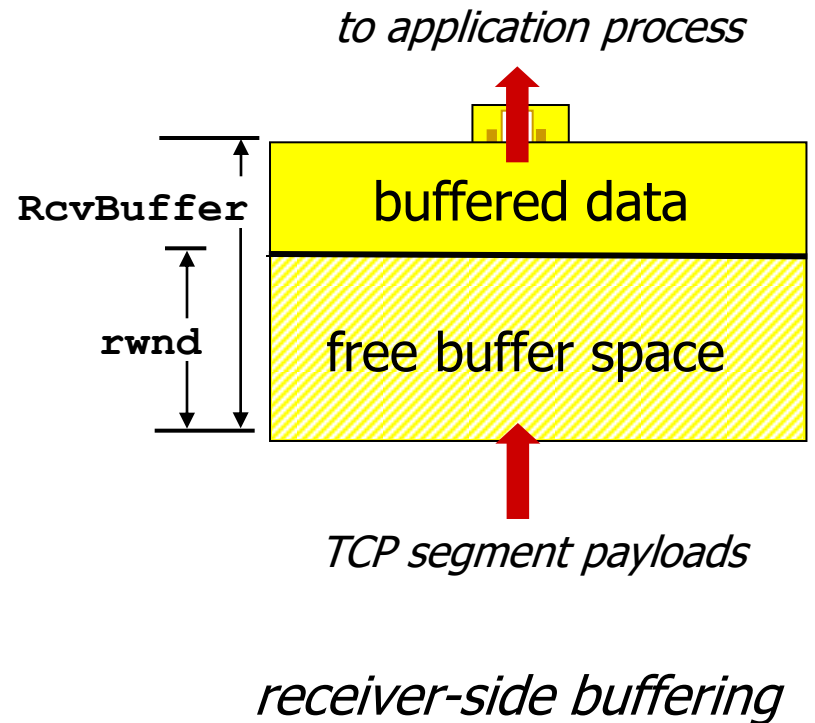 to application process
RcvBuffer
buffered data
rwnd
free buffer space
TCP segment payloads
receiver-side buffering